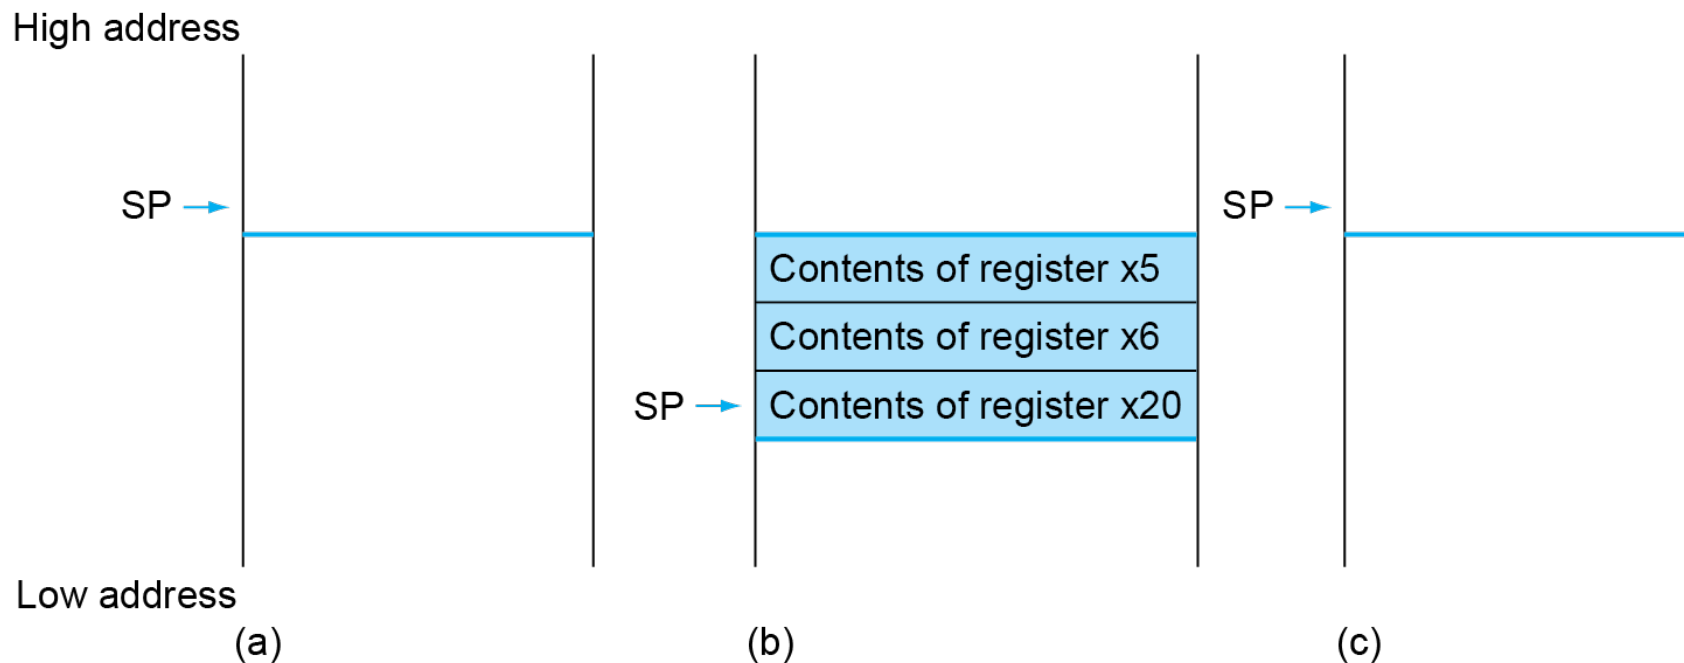 High address
SP
SP
Contents of register x5
Contents of register x6
SP
Contents of register x20
Low address
(a)
(b)
(c)